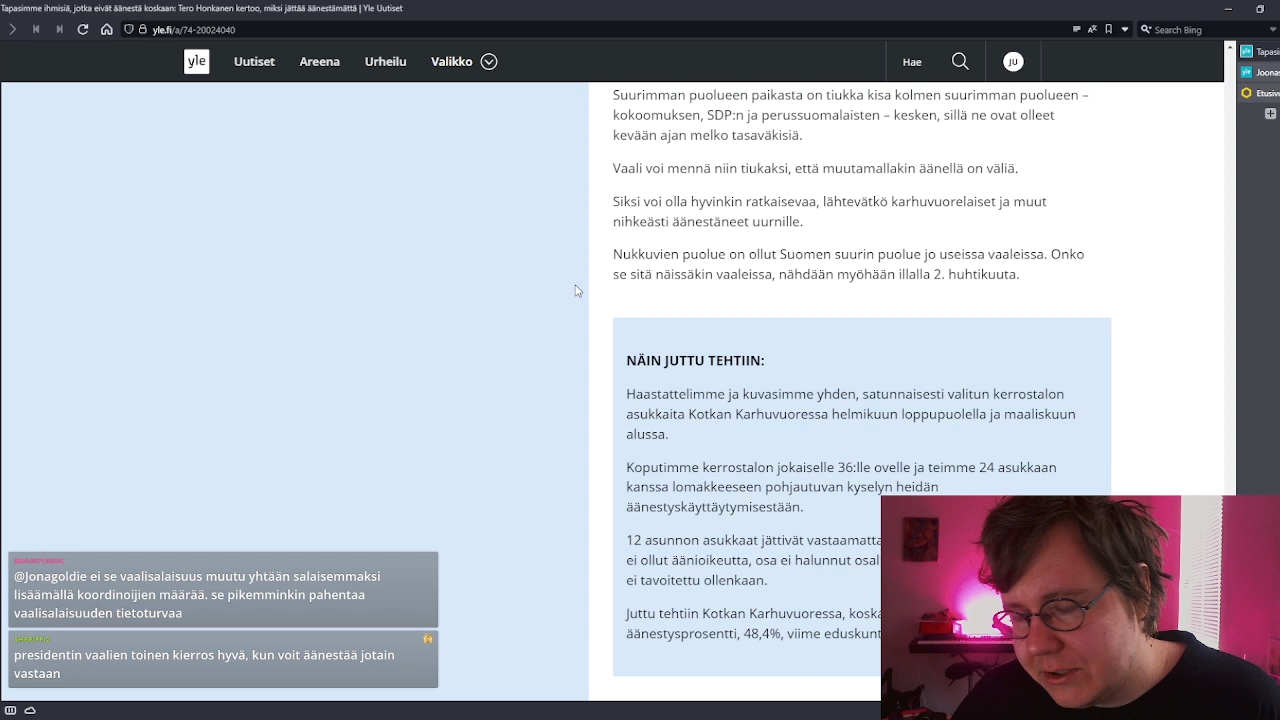 Tapasimme ihmisiä, jotka eivät äänestä koskaan: Tero Honkanen kertoo, miksi jättää äänestämättä | Yle Uutiset
yle.fi/a/74-20024040
Search Bing
yle
Uutiset
Areena
Urheilu
Valikko
Hae
JU
Tapasi
Joonas
Etusivu
Suurimman puolueen paikasta on tiukka kisa kolmen suurimman puolueen –
kokoomuksen, SDP:n ja perussuomalaisten – kesken, sillä ne ovat olleet
kevään ajan melko tasaväkisiä.
Vaali voi mennä niin tiukaksi, että muutamallakin äänellä on väliä.
Siksi voi olla hyvinkin ratkaisevaa, lähtevätkö karhuvuorelaiset ja muut
nihkeästi äänestäneet uurnille.
Nukkuvien puolue on ollut Suomen suurin puolue jo useissa vaaleissa. Onko
se sitä näissäkin vaaleissa, nähdään myöhään illalla 2. huhtikuuta.
NÄIN JUTTU TEHTIIN:
Haastattelimme ja kuvasimme yhden, satunnaisesti valitun kerrostalon
asukkaita Kotkan Karhuvuoressa helmikuun loppupuolella ja maaliskuun
alussa.
Koputimme kerrostalon jokaiselle 36:lle ovelle ja teimme 24 asukkaan
kanssa lomakkeeseen pohjautuvan kyselyn heidän
äänestyskäyttäytymisestään.
12 asunnon asukkaat jättivät vastaamatta
ei ollut äänioikeutta, osa ei halunnut osal
ei tavoitettu ollenkaan.
Juttu tehtiin Kotkan Karhuvuoressa, koska
äänestysprosentti, 48,4%, viime eduskunt
@Jonagoldie ei se vaalisalaisuus muutu yhtään salaisemmaksi
lisäämällä koordinoijien määrää. se pikemminkin pahentaa
vaalisalaisuuden tietoturvaa
presidentin vaalien toinen kierros hyvä, kun voit äänestää jotain
vastaan